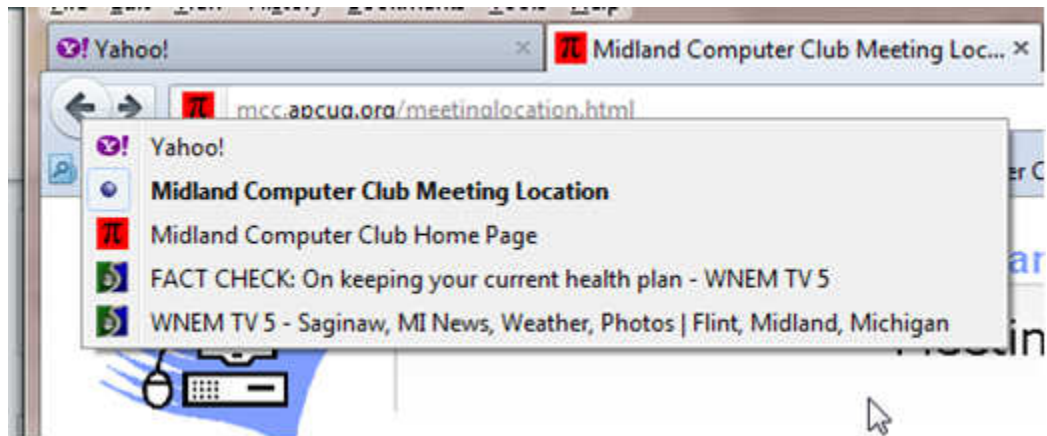 Yahoo! Midland Computer Club Meeting Loc...
mcc.apcug.org/meetinglocation.html
Yahoo!
Midland Computer Club Meeting Location
Midland Computer Club Home Page
FACT CHECK: On keeping your current health plan - WNEM TV 5
WNEM TV 5 - Saginaw, MI News, Weather, Photos | Flint, Midland, Michigan